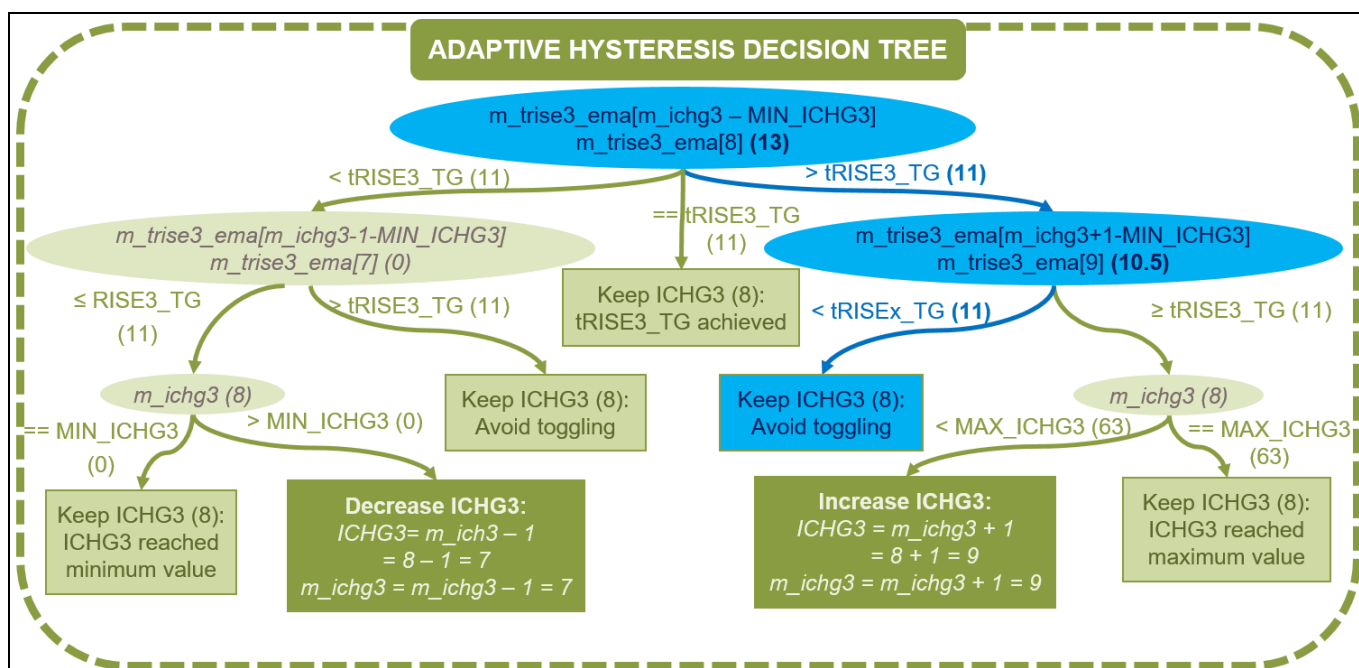 ADAPTIVE HYSTERESIS DECISION TREE
m_trise3_ema[m_ichg3 – MIN_ICHG3]
m_trise3_ema[8] (13)
< tRISE3_TG (11)
== tRISE3_TG
(11)
> tRISE3_TG (11)
m_trise3_ema[m_ichg3-1-MIN_ICHG3]
m_trise3_ema[7] (0)
m_trise3_ema[m_ichg3+1-MIN_ICHG3]
m_trise3_ema[9] (10.5)
Keep ICHG3 (8):
tRISE3_TG achieved
≤ RISE3_TG
(11)
> tRISE3_TG (11)
< tRISEx_TG (11)
≥ tRISE3_TG (11)
m_ichg3 (8)
Keep ICHG3 (8):
Avoid toggling
Keep ICHG3 (8):
Avoid toggling
m_ichg3 (8)
== MIN_ICHG3
(0)
> MIN_ICHG3 (0)
< MAX_ICHG3 (63)
== MAX_ICHG3
(63)
Keep ICHG3 (8):
ICHG3 reached
minimum value
Decrease ICHG3:
ICHG3= m_ich3 – 1
= 8 – 1 = 7
m_ichg3 = m_ichg3 – 1 = 7
Increase ICHG3:
ICHG3 = m_ichg3 + 1
= 8 + 1 = 9
m_ichg3 = m_ichg3 + 1 = 9
Keep ICHG3 (8):
ICHG3 reached
maximum value